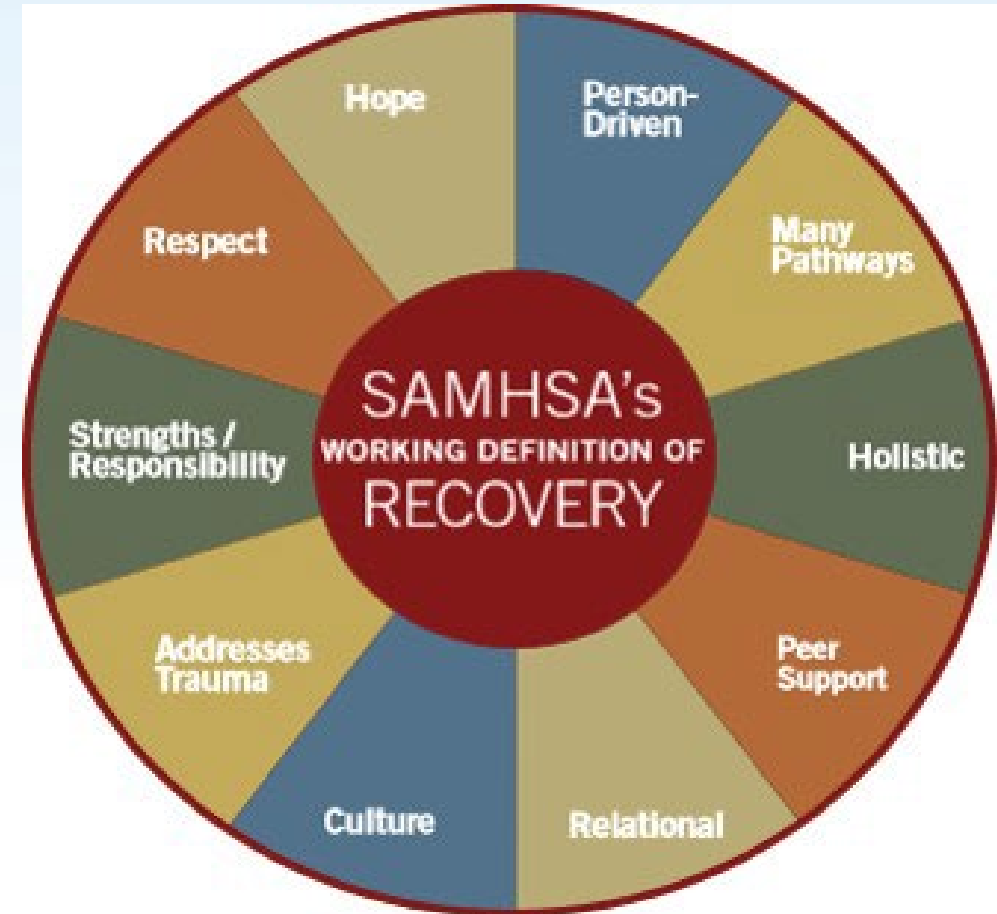 Hope
Person-
Driven
Many
Pathways
Holistic
Peer
Support
Relational
Culture
Addresses
Trauma
Strengths /
Responsibility
Respect
SAMHSA's
WORKING DEFINITION OF
RECOVERY